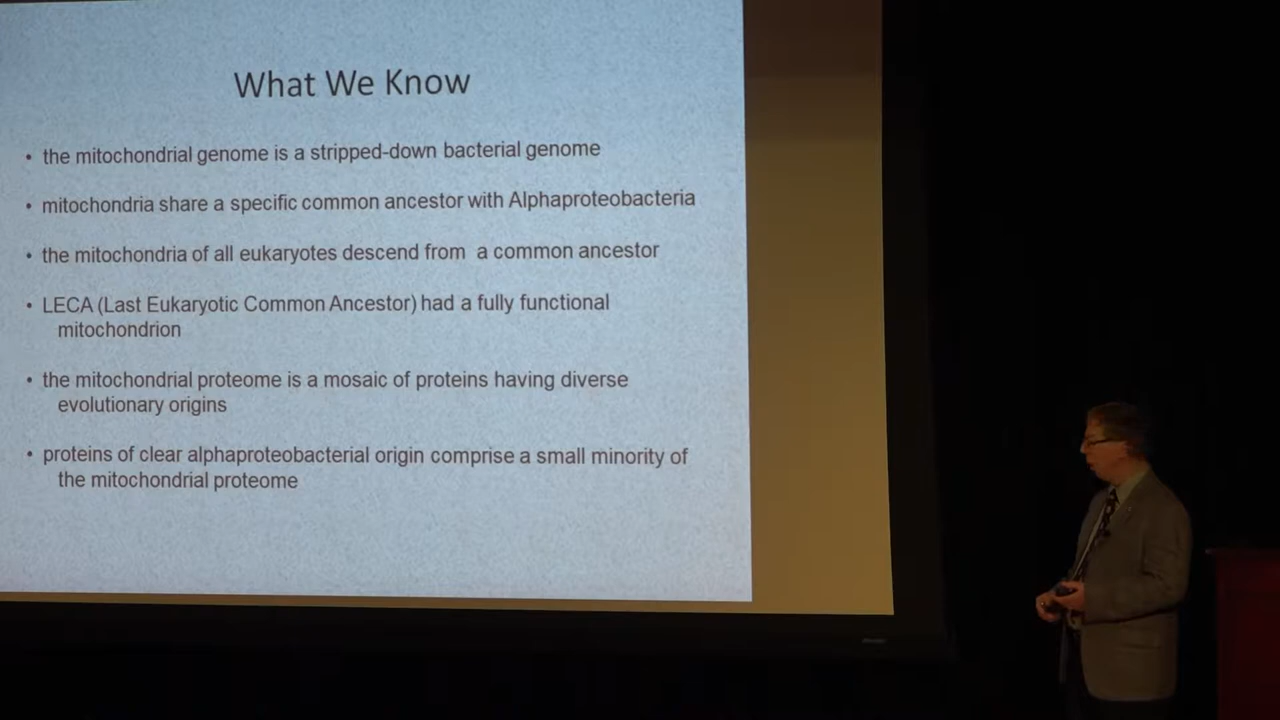 What We Know
• the mitochondrial genome is a stripped-down bacterial genome
• mitochondria share a specific common ancestor with Alphaproteobacteria
• the mitochondria of all eukaryotes descend from a common ancestor
• LECA (Last Eukaryotic Common Ancestor) had a fully functional
mitochondrion
• the mitochondrial proteome is a mosaic of proteins having diverse
evolutionary origins
• proteins of clear alphaproteobacterial origin comprise a small minority of
the mitochondrial proteome